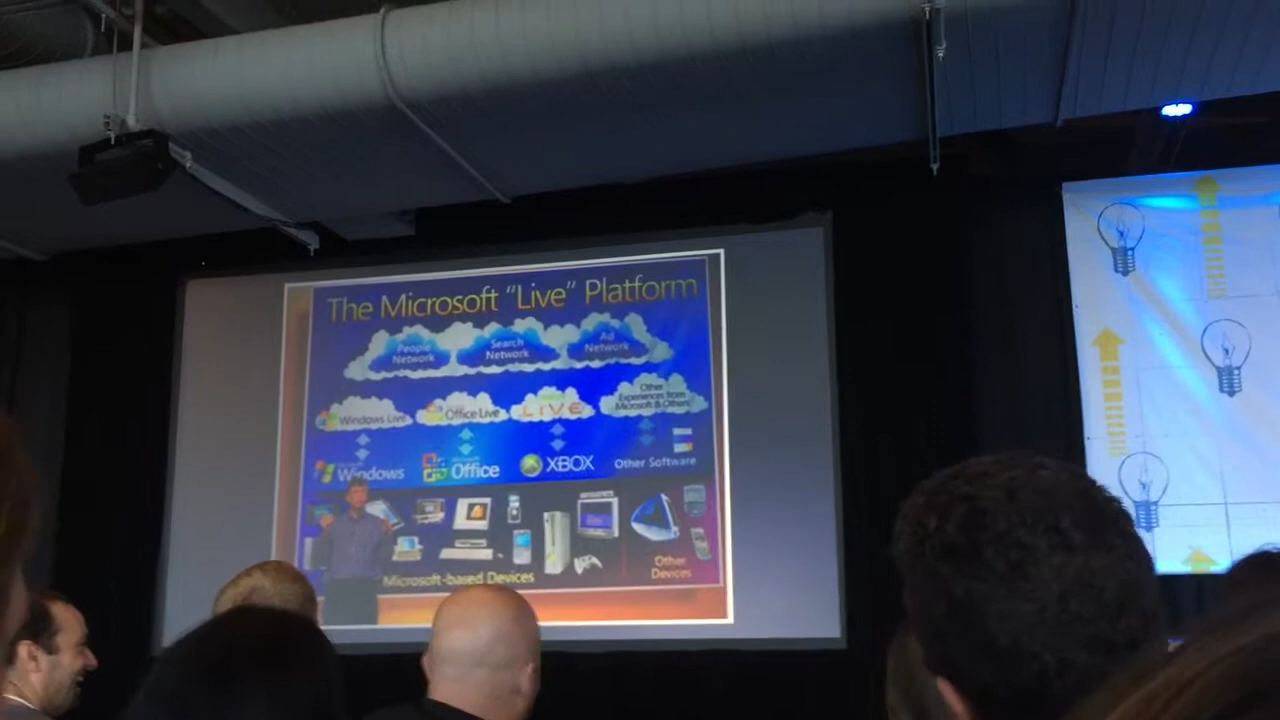 The Microsoft "Live" Platform
People
Network
Search
Network
Ad
Network
Windows Live
Office Live
LIVE
Other
Experiences from
Microsoft & Others
Windows
Microsoft
Office
XBOX
Other Software
Microsoft-based Devices
Other
Devices